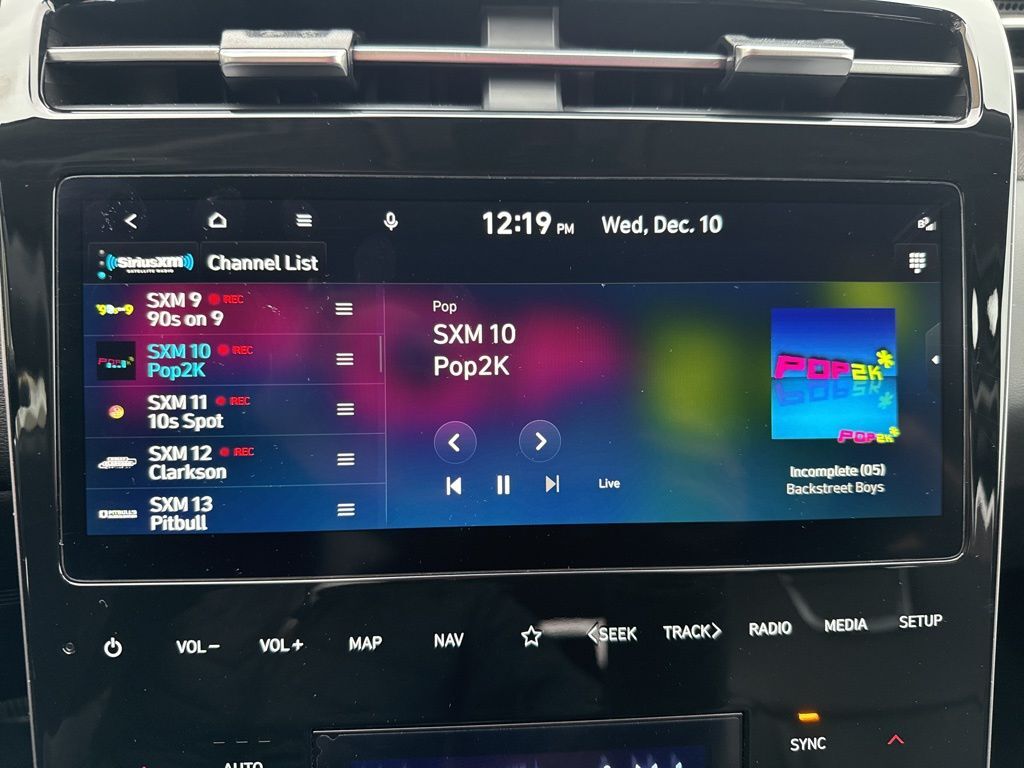 12:19 PM Wed, Dec. 10
SiriusXM
SATELLITE RADIO
Channel List
SXM 9 REC
90s on 9
SXM 10 REC
Pop2K
SXM 11 REC
10s Spot
SXM 12 REC
Clarkson
SXM 13
Pitbull
Pop
SXM 10
Pop2K
Live
POP2K
POP2K
Incomplete (05)
Backstreet Boys
VOL− VOL+ MAP NAV SEEK TRACK RADIO MEDIA SETUP
AUTO
SYNC